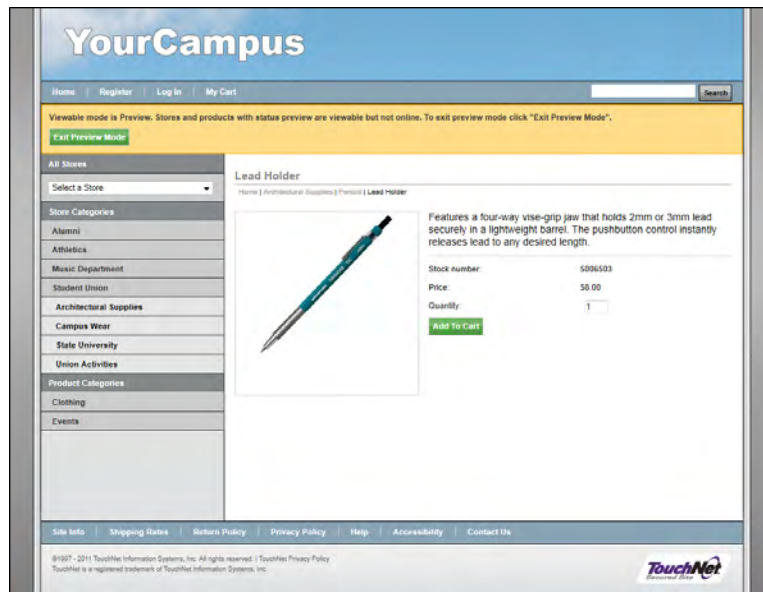 YourCampus
Home | Register | Log In | My Cart
Search
Viewable mode is Preview. Stores and products with status preview are viewable but not online. To exit preview mode click "Exit Preview Mode".
Exit Preview Mode
All Stores
Select a Store
Store Categories
Alumni
Athletics
Music Department
Student Union
Architectural Supplies
Campus Wear
State University
Union Activities
Product Categories
Clothing
Events
Lead Holder
Home | Architectural Supplies | Pencils | Lead Holder
Features a four-way vise-grip jaw that holds 2mm or 3mm lead
securely in a lightweight barrel. The pushbutton control instantly
releases lead to any desired length.
Stock number: S006503
Price: $8.00
Quantity: 1
Add To Cart
Site Info | Shipping Rates | Return Policy | Privacy Policy | Help | Accessibility | Contact Us
©1997 - 2011 TouchNet Information Systems, Inc. All rights reserved. | TouchNet Privacy Policy
TouchNet is a registered trademark of TouchNet Information Systems, Inc.
TouchNet
Secured Site